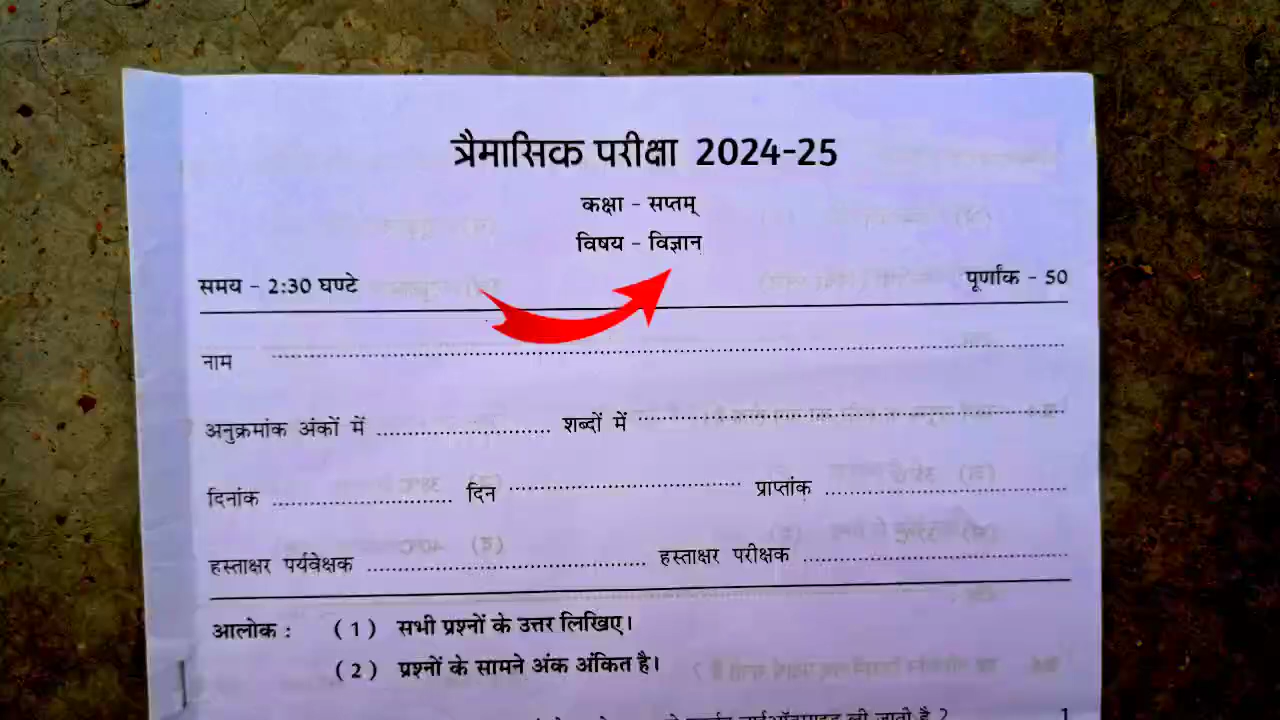 त्रैमासिक परीक्षा 2024-25
कक्षा - सप्तम्
विषय - विज्ञान
समय - 2:30 घण्टे पूर्णांक - 50
नाम ............................................................
अनुक्रमांक अंकों में .............................. शब्दों में ............................................................
दिनांक .............................. दिन ........................................ प्राप्तांक ........................................
हस्ताक्षर पर्यवेक्षक ........................................ हस्ताक्षर परीक्षक ........................................
आलोक : (1) सभी प्रश्नों के उत्तर लिखिए।
(2) प्रश्नों के सामने अंक अंकित है।
ली जाती है ? 1